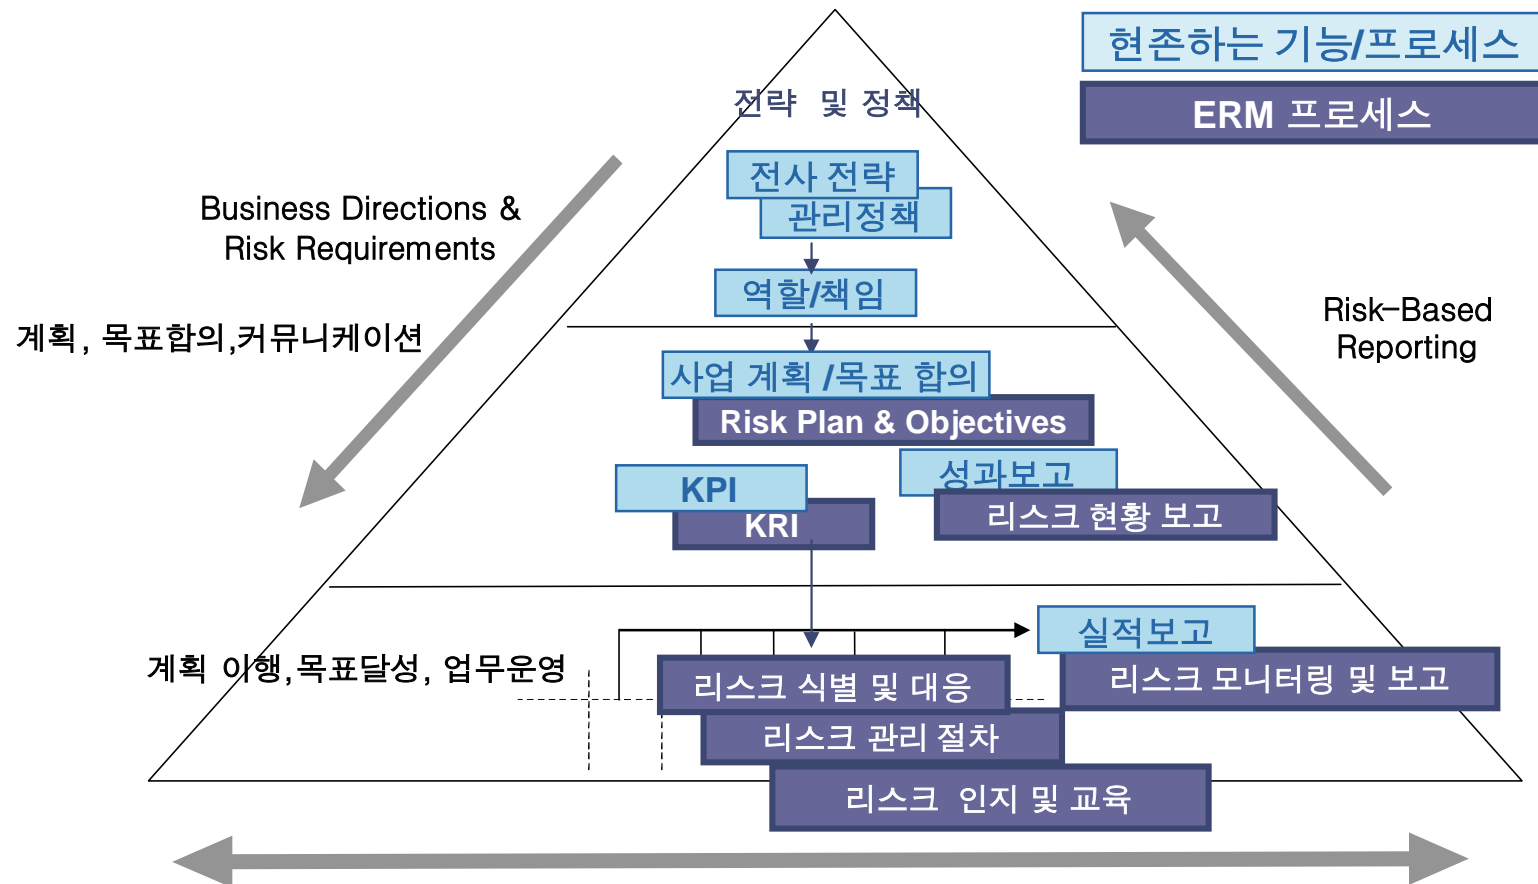 현존하는 기능/프로세스
ERM 프로세스
전략 및 정책
전사 전략
관리정책
역할/책임
Business Directions &
Risk Requirements
계획, 목표합의,커뮤니케이션
Risk-Based
Reporting
사업 계획 /목표 합의
Risk Plan & Objectives
KPI
KRI
성과보고
리스크 현황 보고
계획 이행,목표달성, 업무운영
실적보고
리스크 모니터링 및 보고
리스크 식별 및 대응
리스크 관리 절차
리스크 인지 및 교육